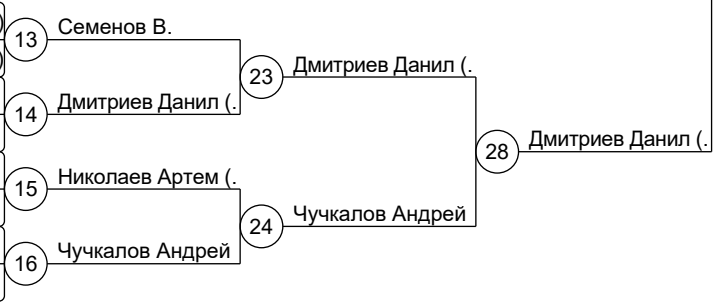 13 Семенов В.
23 Дмитриев Данил (.
14 Дмитриев Данил (.
28 Дмитриев Данил (.
15 Николаев Артем (.
24 Чучкалов Андрей
16 Чучкалов Андрей